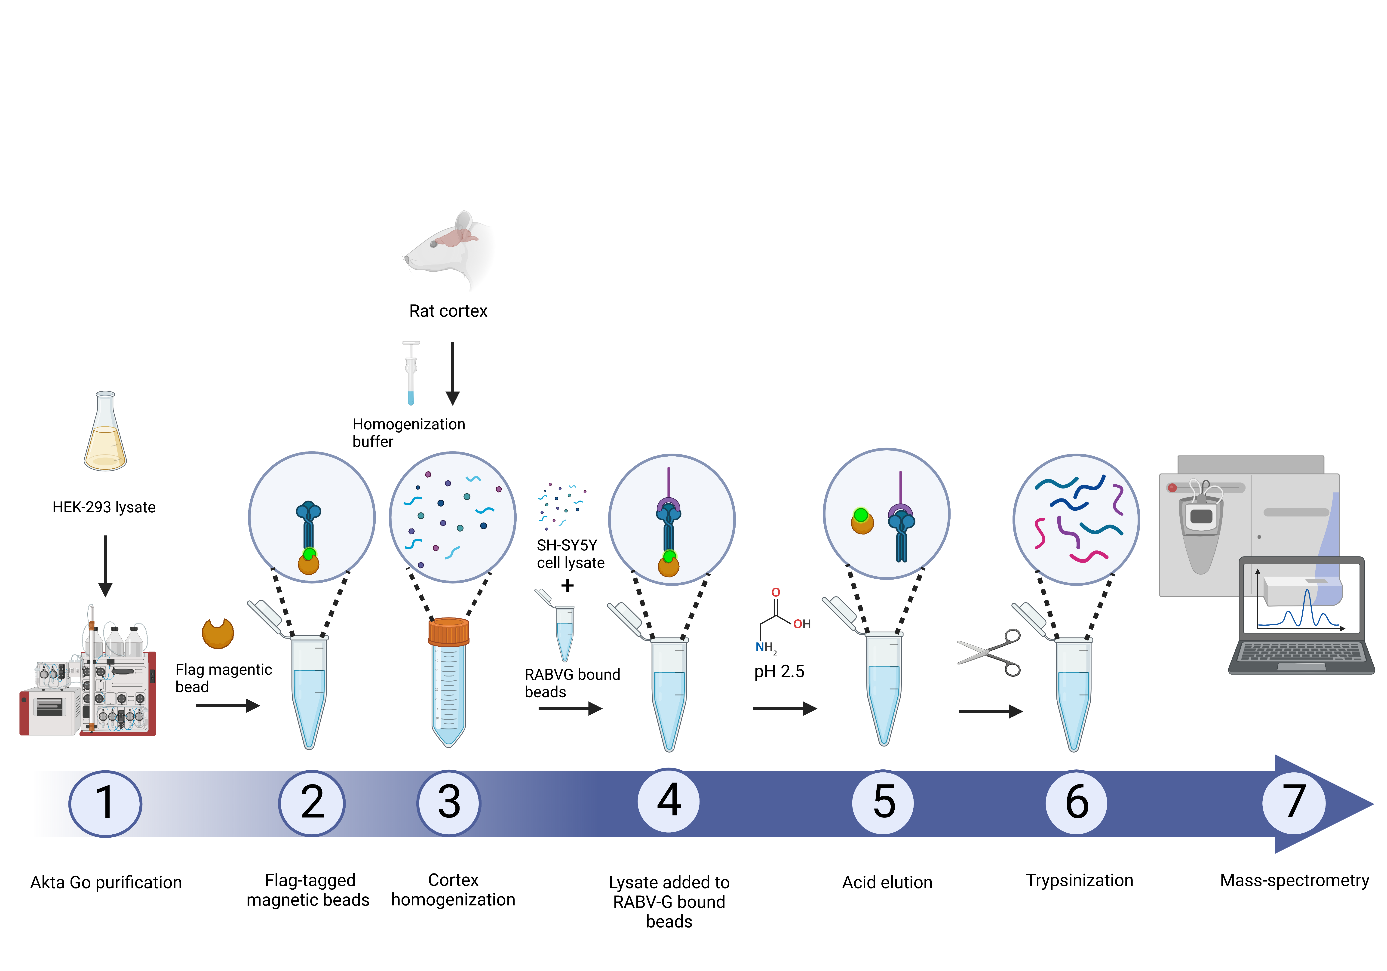 Rat cortex
Homogenization
buffer
HEK-293 lysate
Flag magentic
bead
SH-SY5Y
cell lysate
+
RABVG bound
beads
O
OH
NH2
pH 2.5
1
2
3
4
5
6
7
Akta Go purification
Flag-tagged
magnetic beads
Cortex
homogenization
Lysate added to
RABV-G bound
beads
Acid elution
Trypsinization
Mass-spectrometry